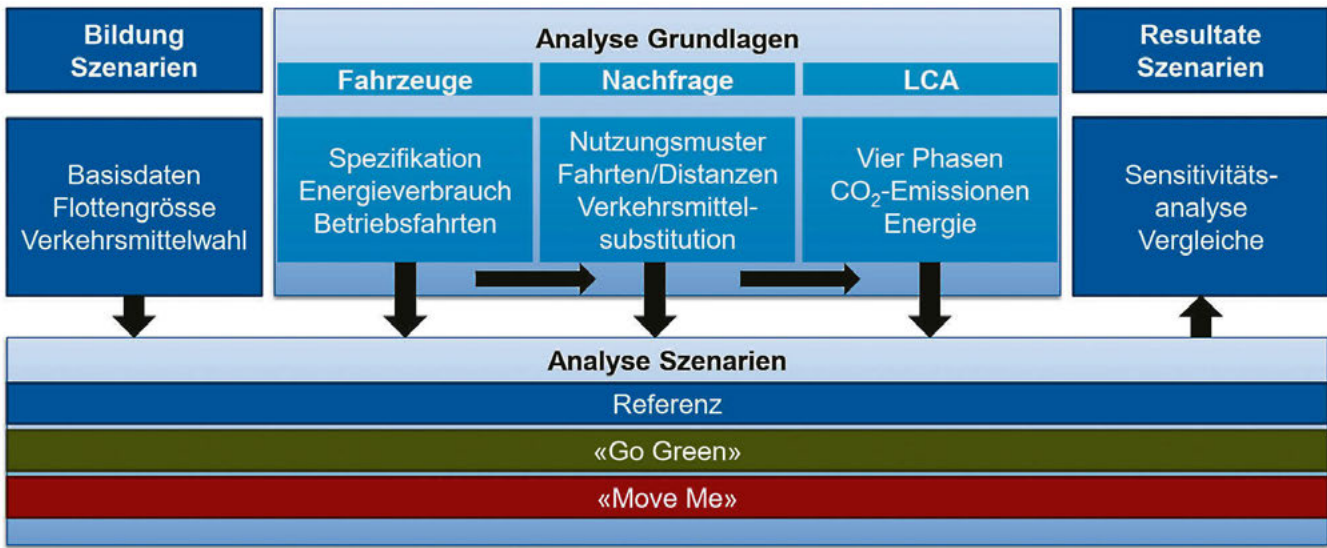 Bildung
Szenarien
Basisdaten
Flottengrösse
Verkehrsmittelwahl
Analyse Grundlagen
Fahrzeuge
Spezifikation
Energieverbrauch
Betriebsfahrten
Nachfrage
Nutzungsmuster
Fahrten/Distanzen
Verkehrsmittel-
substitution
LCA
Vier Phasen
CO₂-Emissionen
Energie
Resultate
Szenarien
Sensitivitäts-
analyse
Vergleiche
Analyse Szenarien
Referenz
«Go Green»
«Move Me»